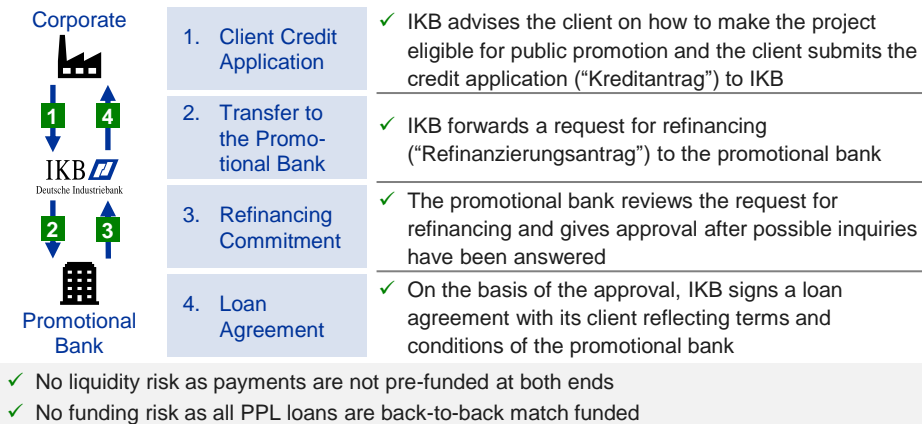 Corporate
1
4
IKB
Deutsche Industriebank
2
3
Promotional
Bank
1. Client Credit
Application
✓ IKB advises the client on how to make the project
eligible for public promotion and the client submits the
credit application (“Kreditantrag”) to IKB
2. Transfer to
the Promo-
tional Bank
✓ IKB forwards a request for refinancing
(“Refinanzierungsantrag”) to the promotional bank
3. Refinancing
Commitment
✓ The promotional bank reviews the request for
refinancing and gives approval after possible inquiries
have been answered
4. Loan
Agreement
✓ On the basis of the approval, IKB signs a loan
agreement with its client reflecting terms and
conditions of the promotional bank
✓ No liquidity risk as payments are not pre-funded at both ends
✓ No funding risk as all PPL loans are back-to-back match funded